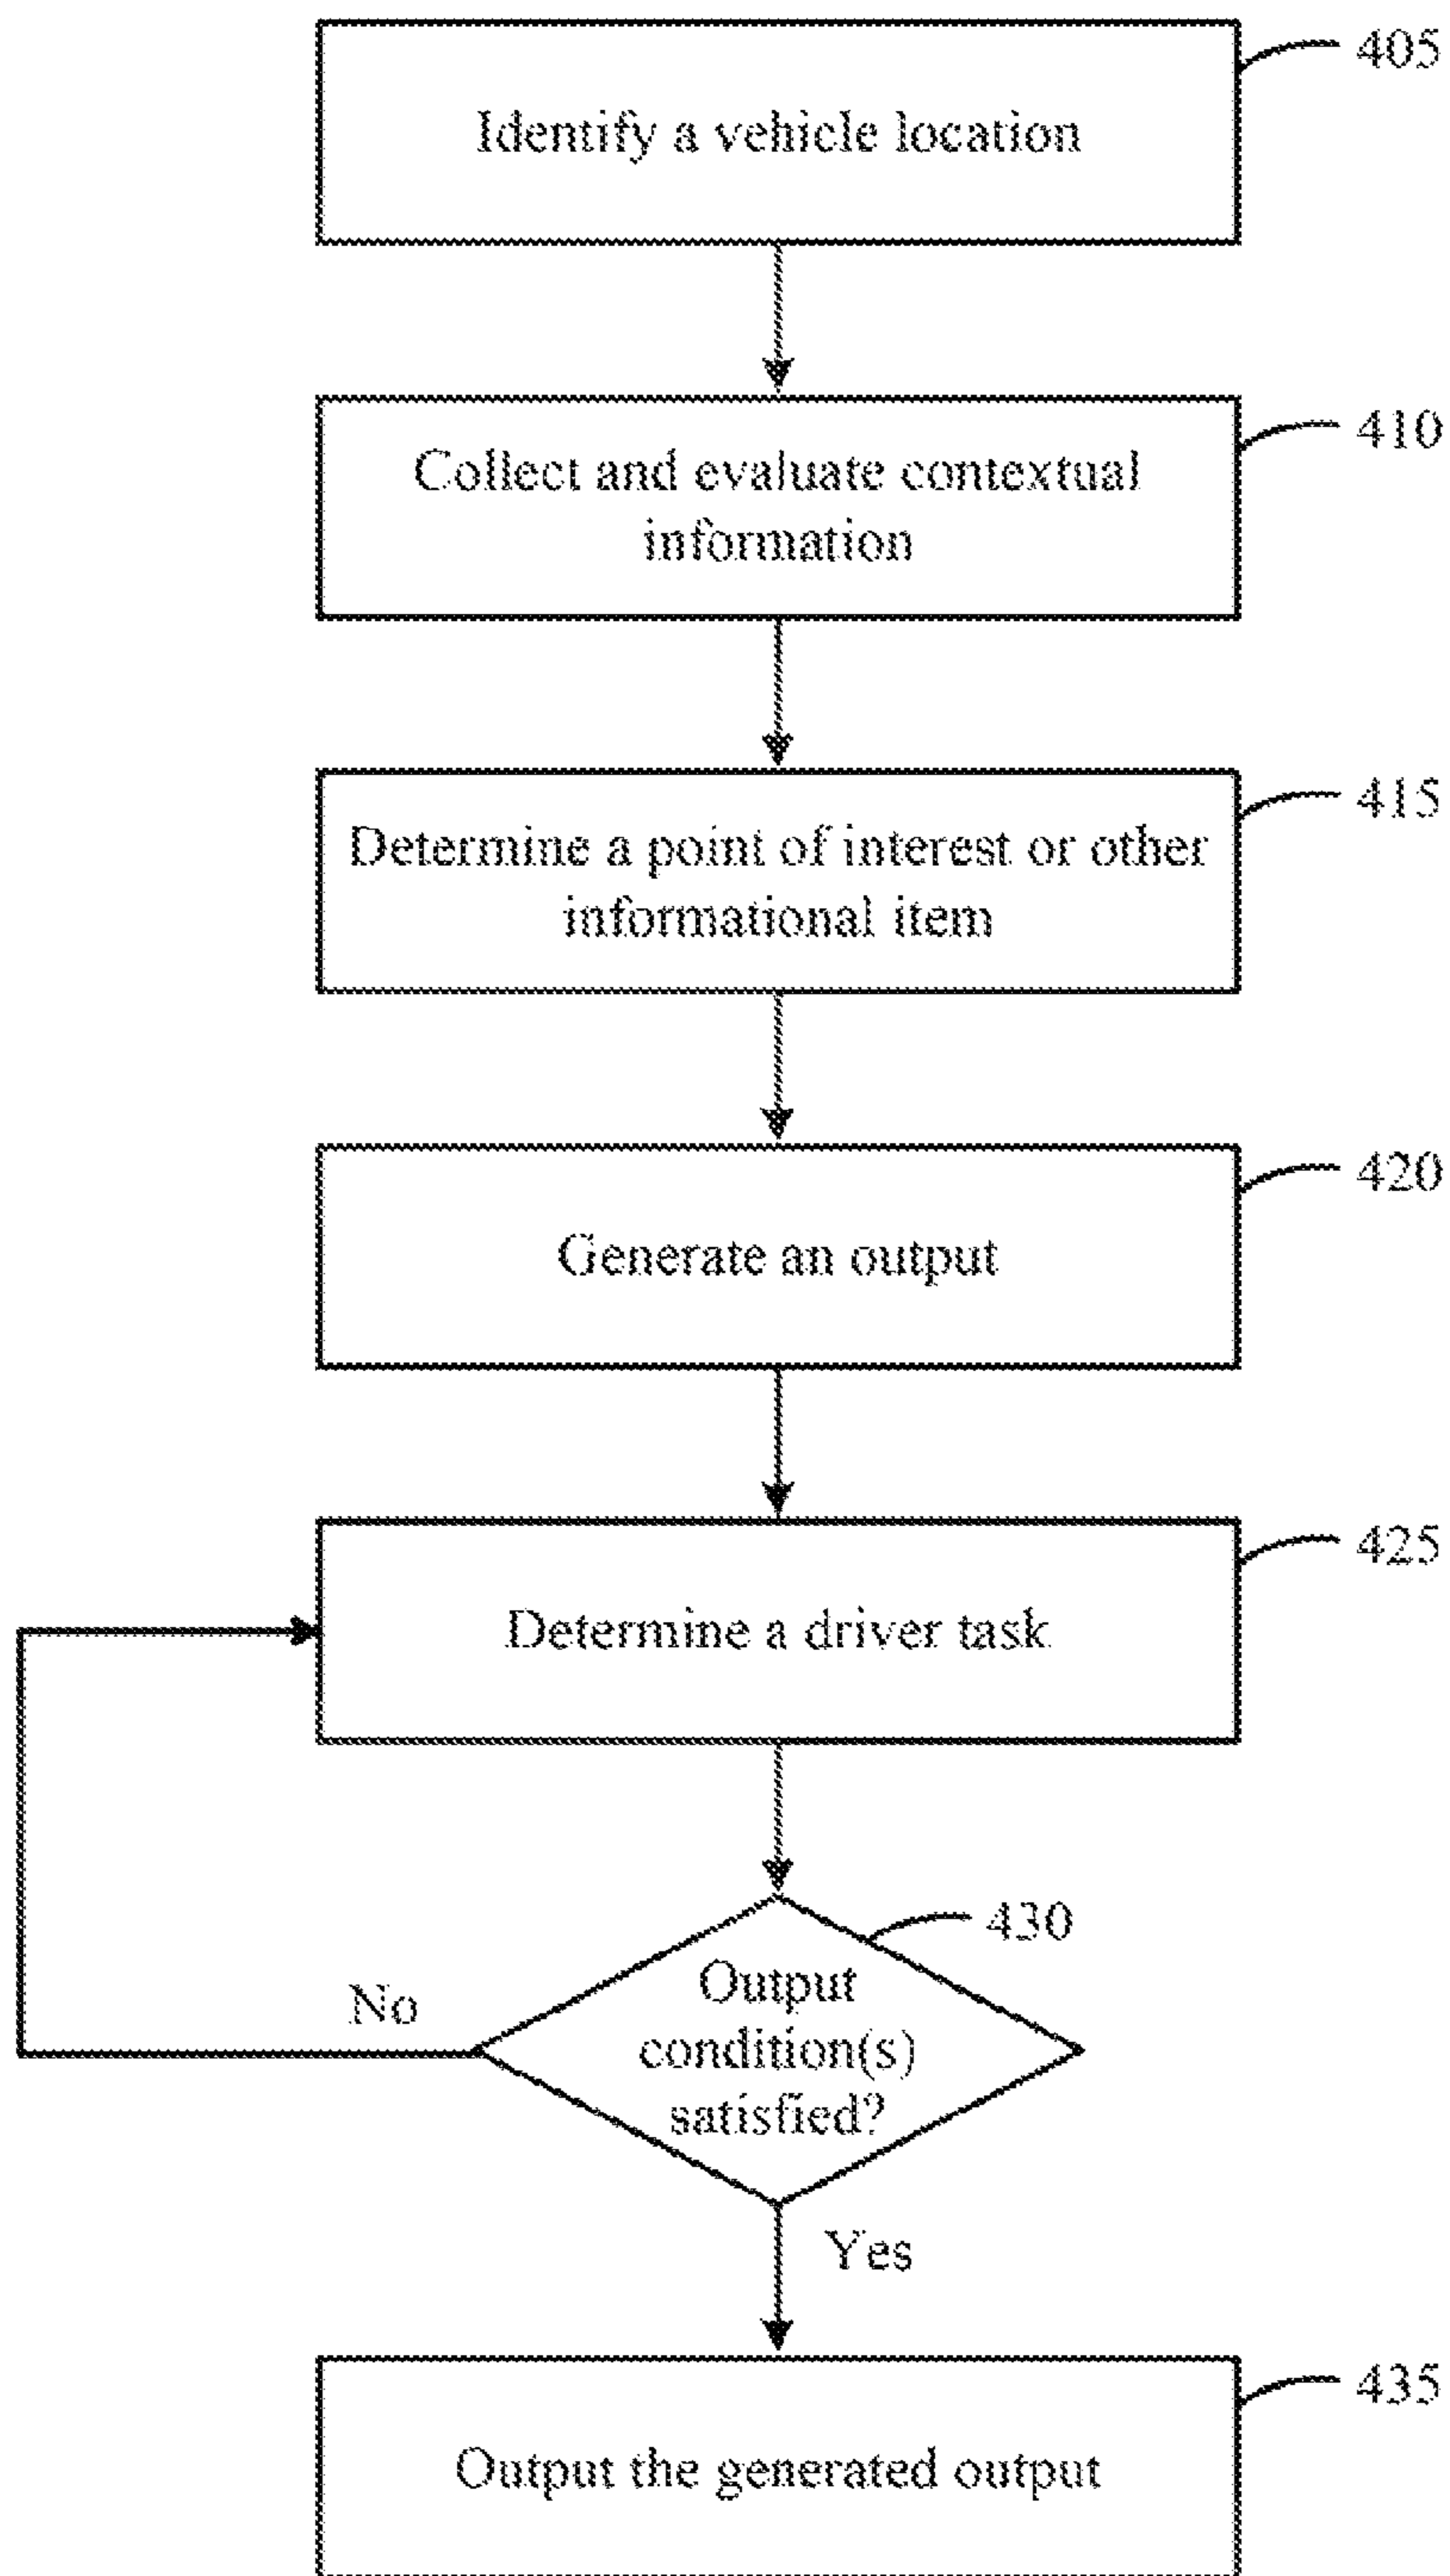 405
Identify a vehicle location
410
Collect and evaluate contextual
information
415
Determine a point of interest or other
informational item
420
Generate an output
425
Determine a driver task
430
Output
condition(s)
satisfied?
No
Yes
435
Output the generated output